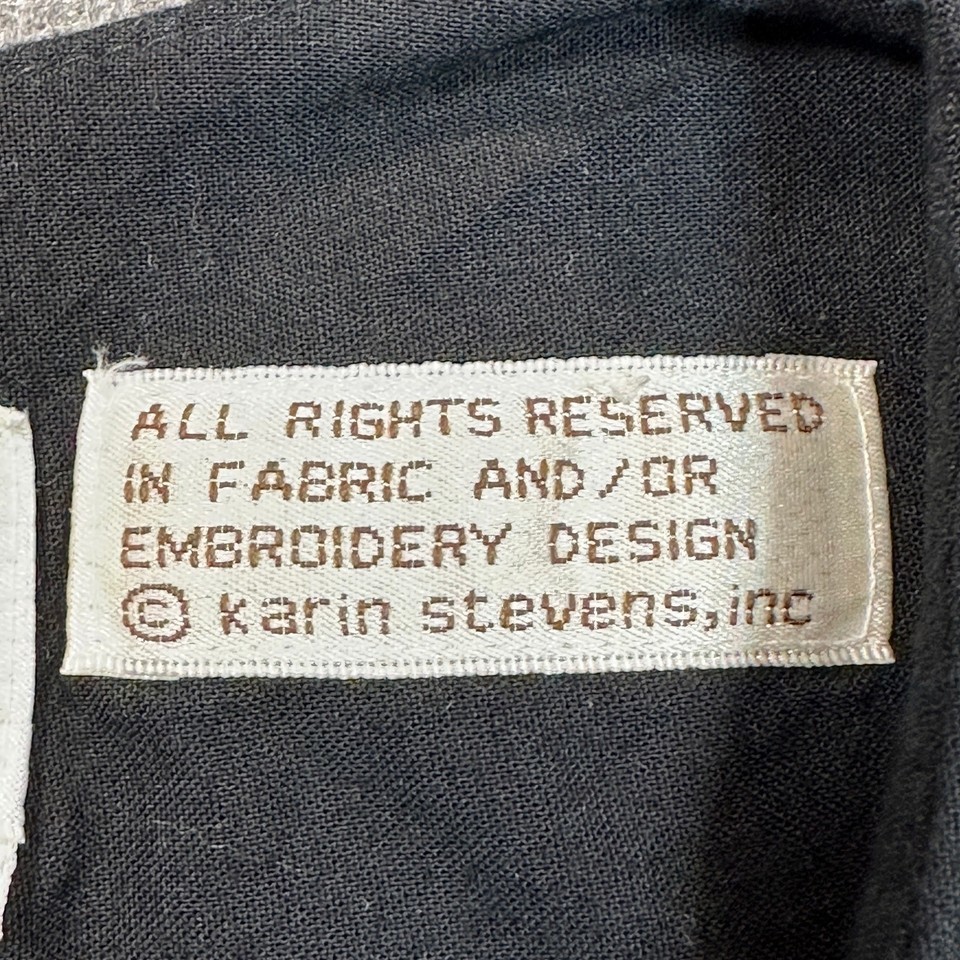 ALL RIGHTS RESERVED
IN FABRIC AND/OR
EMBROIDERY DESIGN
© karin stevens,inc